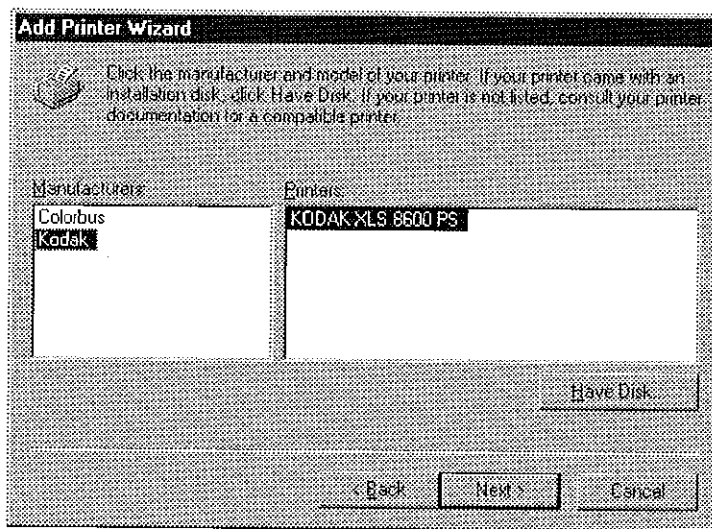 Add Printer Wizard
Click the manufacturer and model of your printer. If your printer came with an
installation disk, click Have Disk. If your printer is not listed, consult your printer
documentation for a compatible printer.
Manufacturers:
Printers:
Colorbus
Kodak
KODAK XLS 8600 PS
Have Disk...
< Back
Next >
Cancel